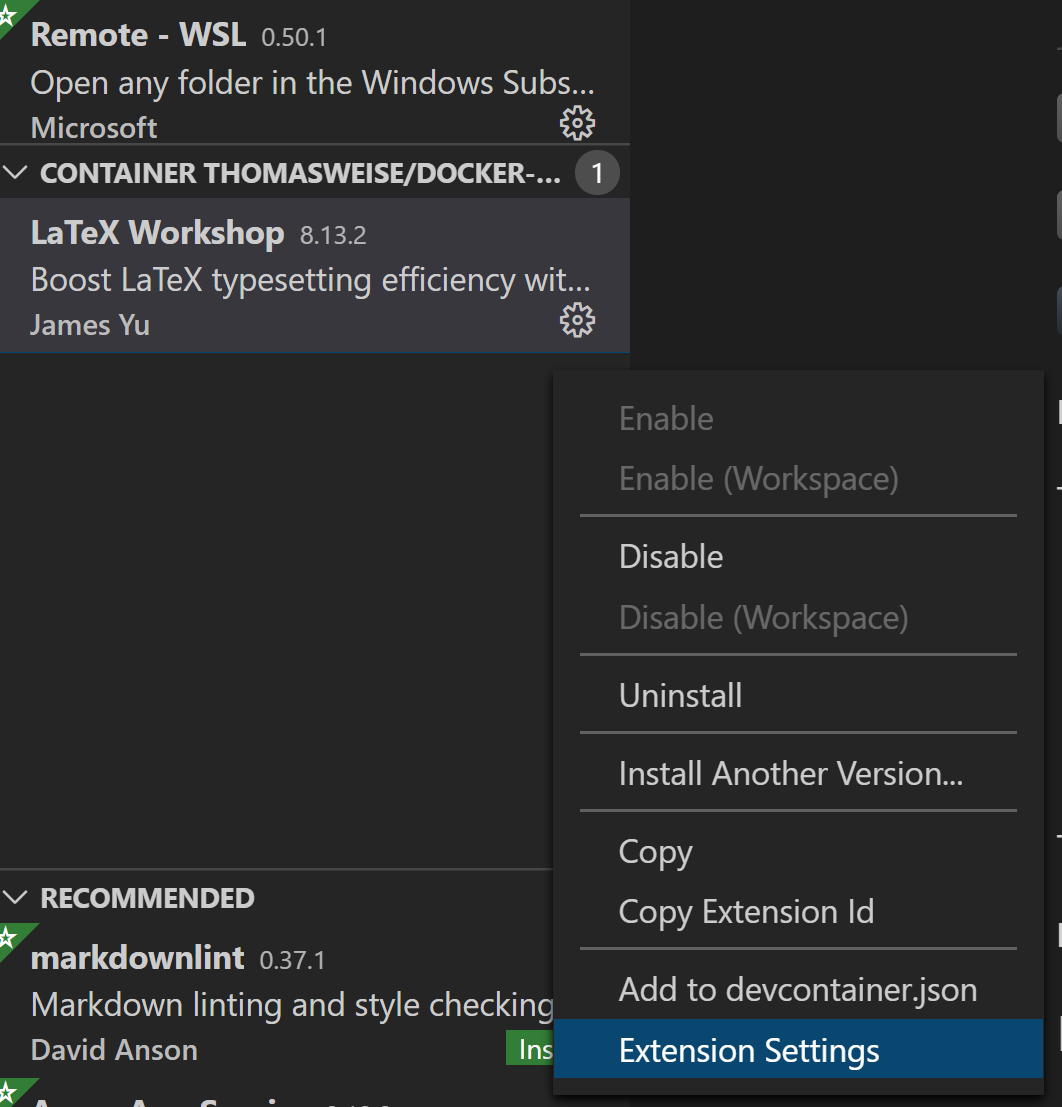 Remote - WSL 0.50.1
Open any folder in the Windows Subs...
Microsoft
CONTAINER THOMASWEISE/DOCKER-... 1
LaTeX Workshop 8.13.2
Boost LaTeX typesetting efficiency wit...
James Yu
Enable
Enable (Workspace)
Disable
Disable (Workspace)
Uninstall
Install Another Version...
Copy
Copy Extension Id
Add to devcontainer.json
Extension Settings
RECOMMENDED
markdownlint 0.37.1
Markdown linting and style checking
David Anson
Ins